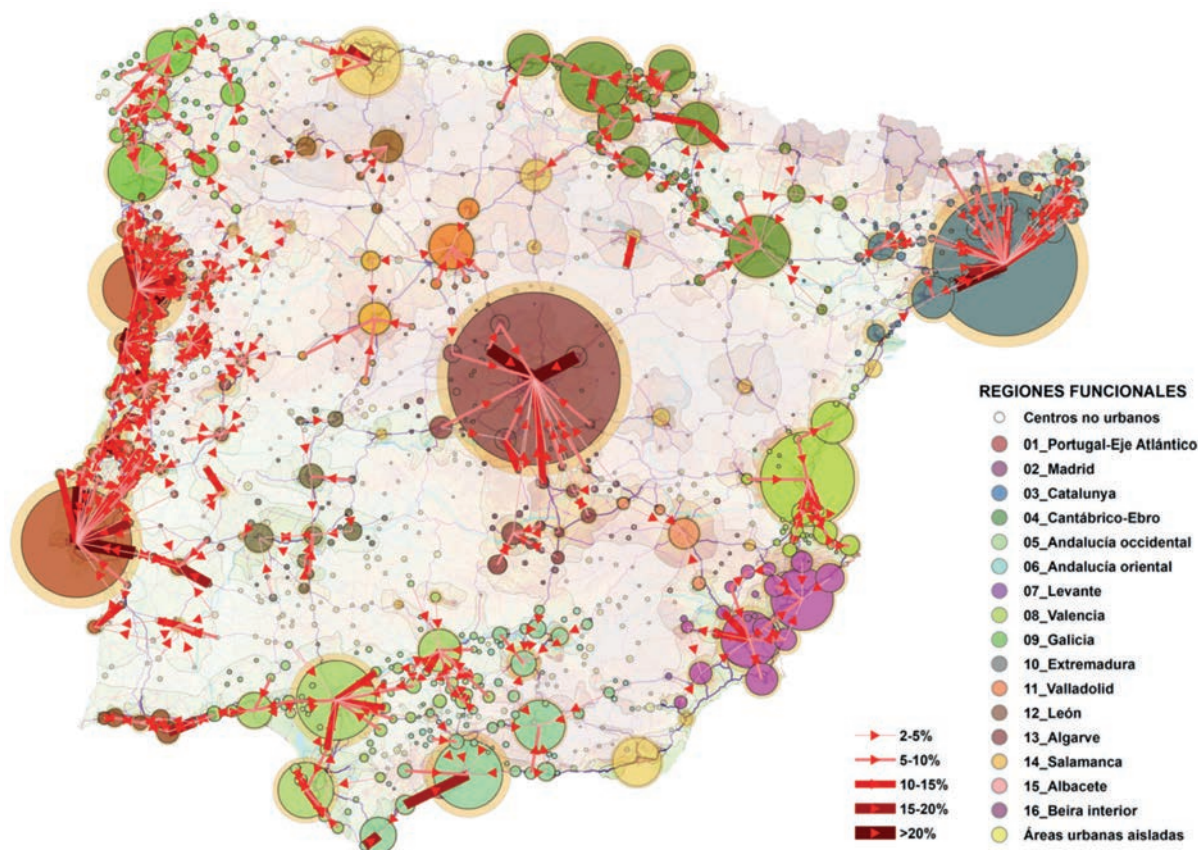 REGIONES FUNCIONALES
Centros no urbanos
01_Portugal-Eje Atlántico
02_Madrid
03_Catalunya
04_Cantábrico-Ebro
05_Andalucía occidental
06_Andalucía oriental
07_Levante
08_Valencia
09_Galicia
10_Extremadura
11_Valladolid
12_León
13_Algarve
14_Salamanca
15_Albacete
16_Beira interior
Áreas urbanas aisladas
2-5%
5-10%
10-15%
15-20%
>20%